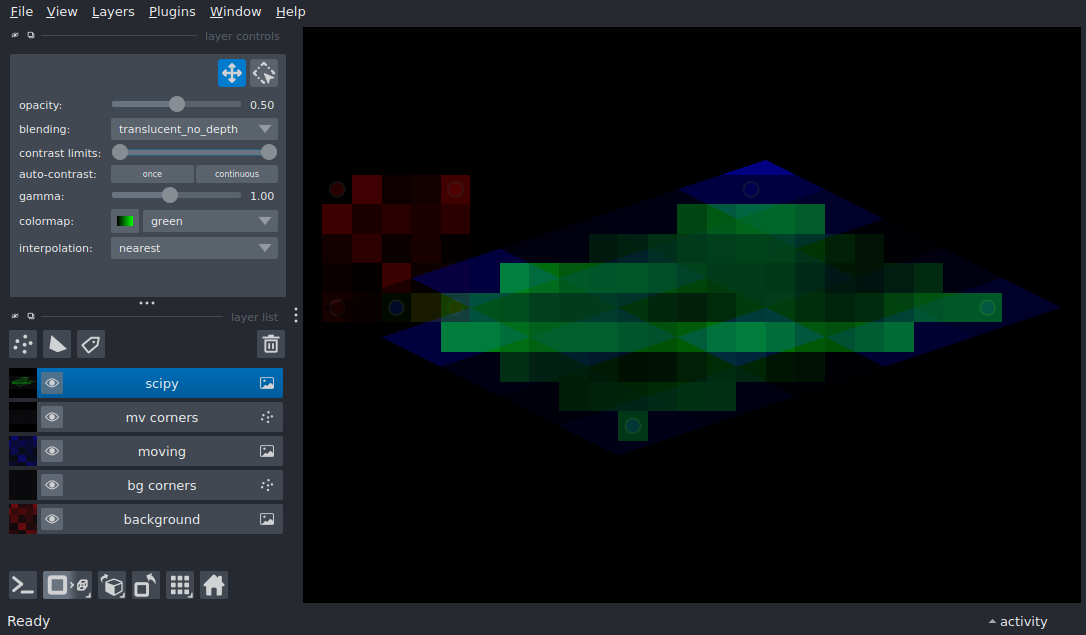 File View Layers Plugins Window Help
layer controls
opacity: 0.50
blending: translucent_no_depth
contrast limits:
auto-contrast: once continuous
gamma: 1.00
colormap: green
interpolation: nearest
layer list
scipy
mv corners
moving
bg corners
background
Ready
activity